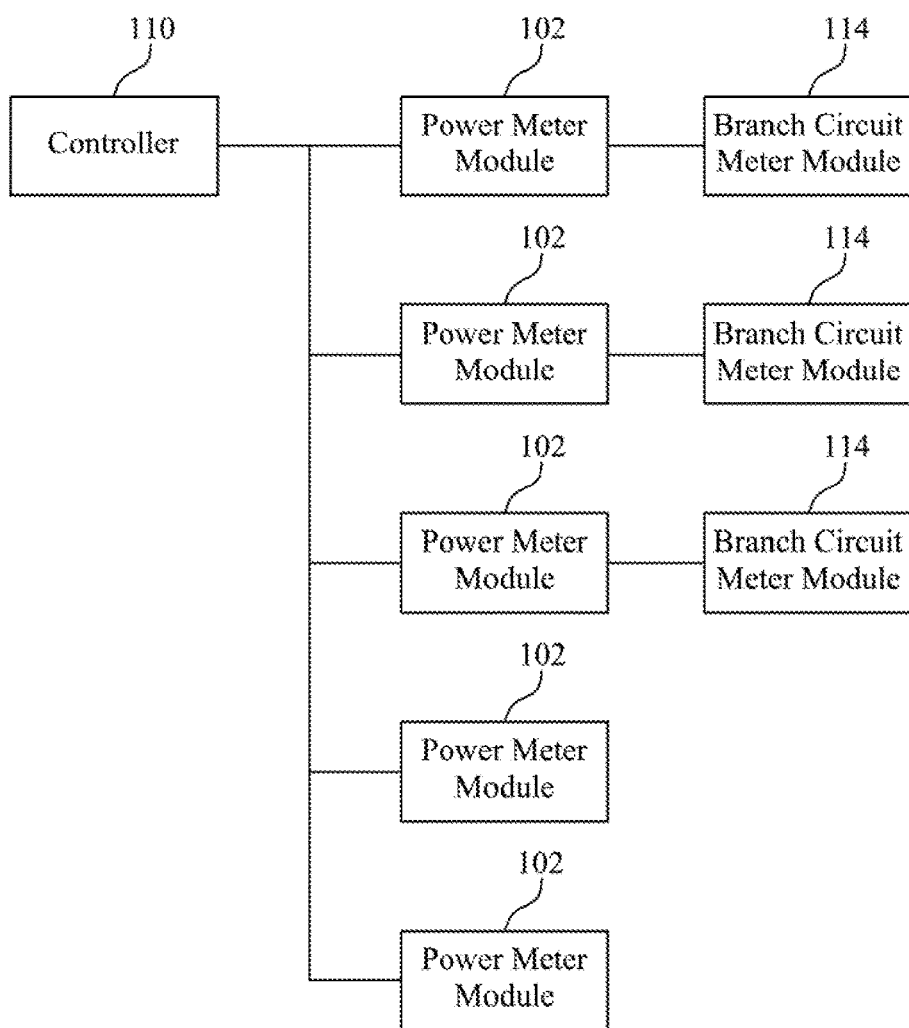 110
102
114
Controller
Power Meter
Module
Branch Circuit
Meter Module
102
114
Power Meter
Module
Branch Circuit
Meter Module
102
114
Power Meter
Module
Branch Circuit
Meter Module
102
Power Meter
Module
102
Power Meter
Module